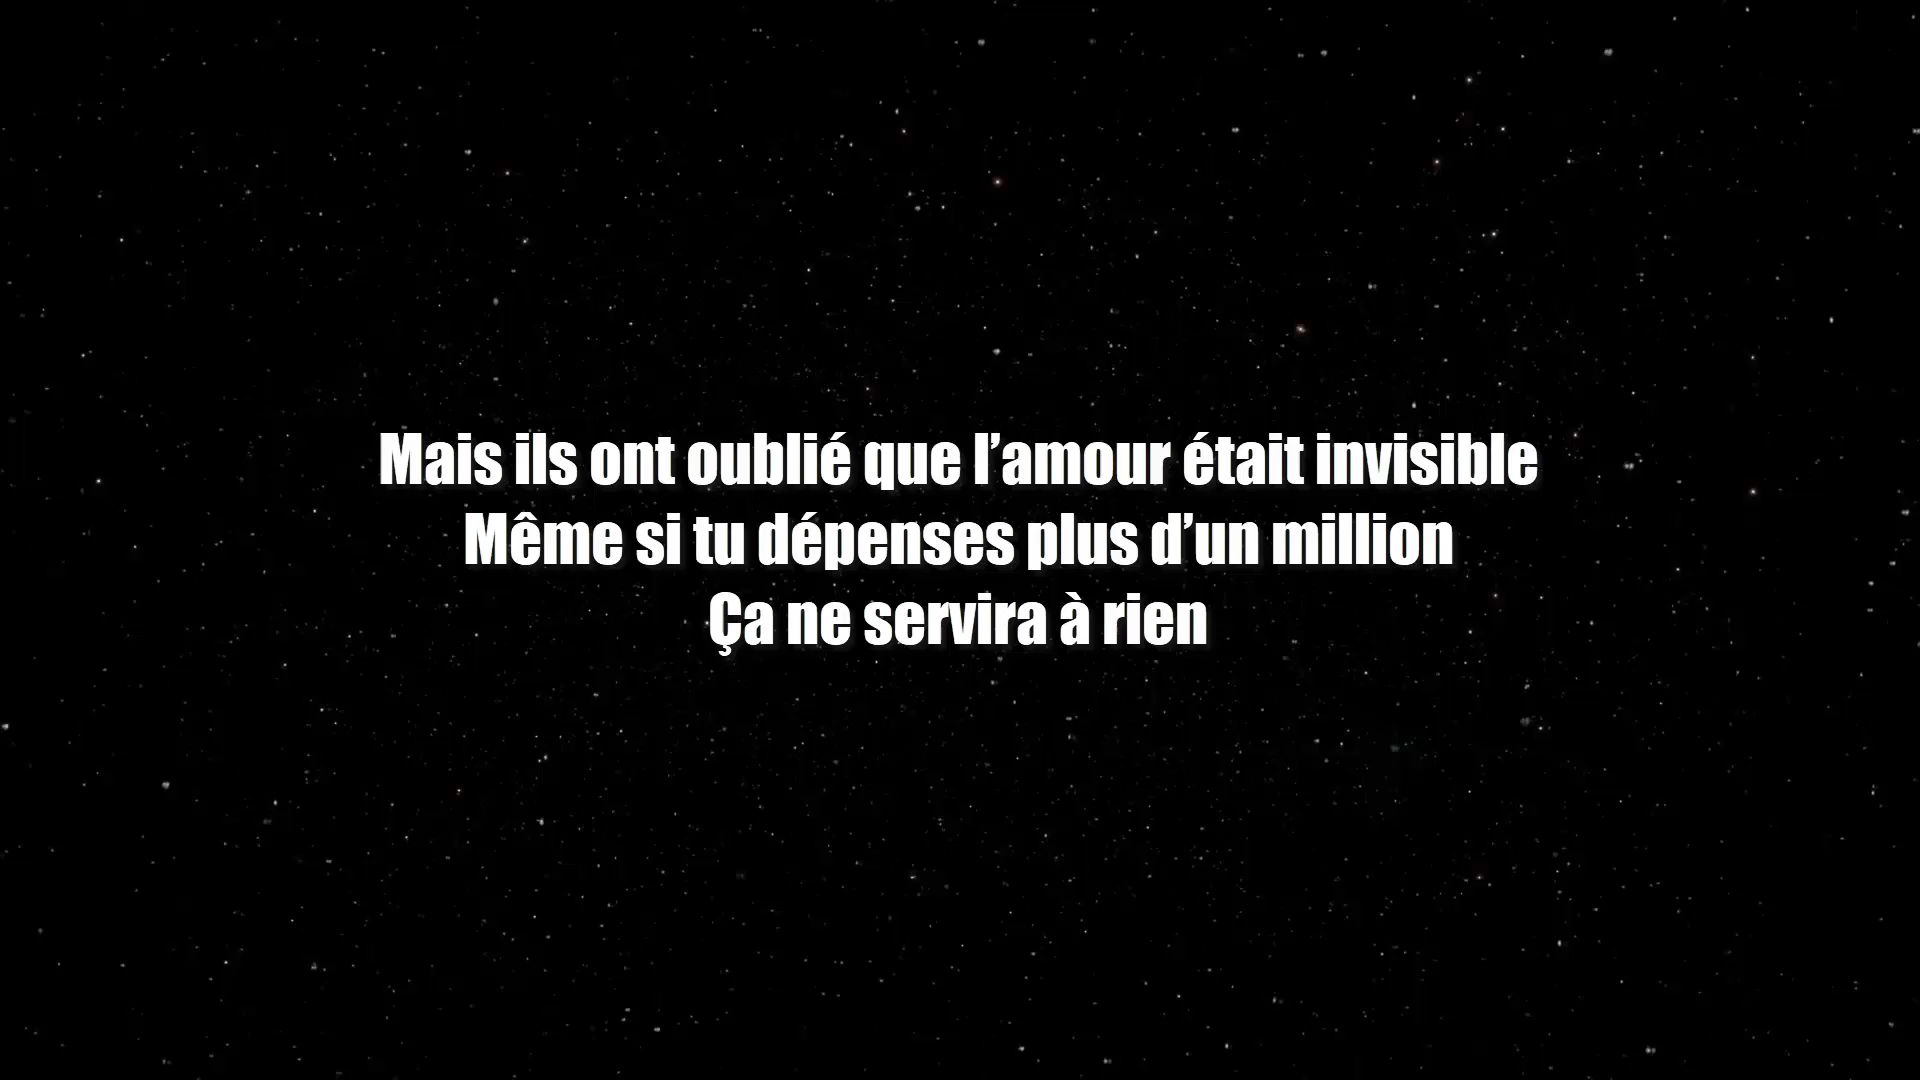 Mais ils ont oublié que l’amour était invisible
Même si tu dépenses plus d’un million
Ça ne servira à rien